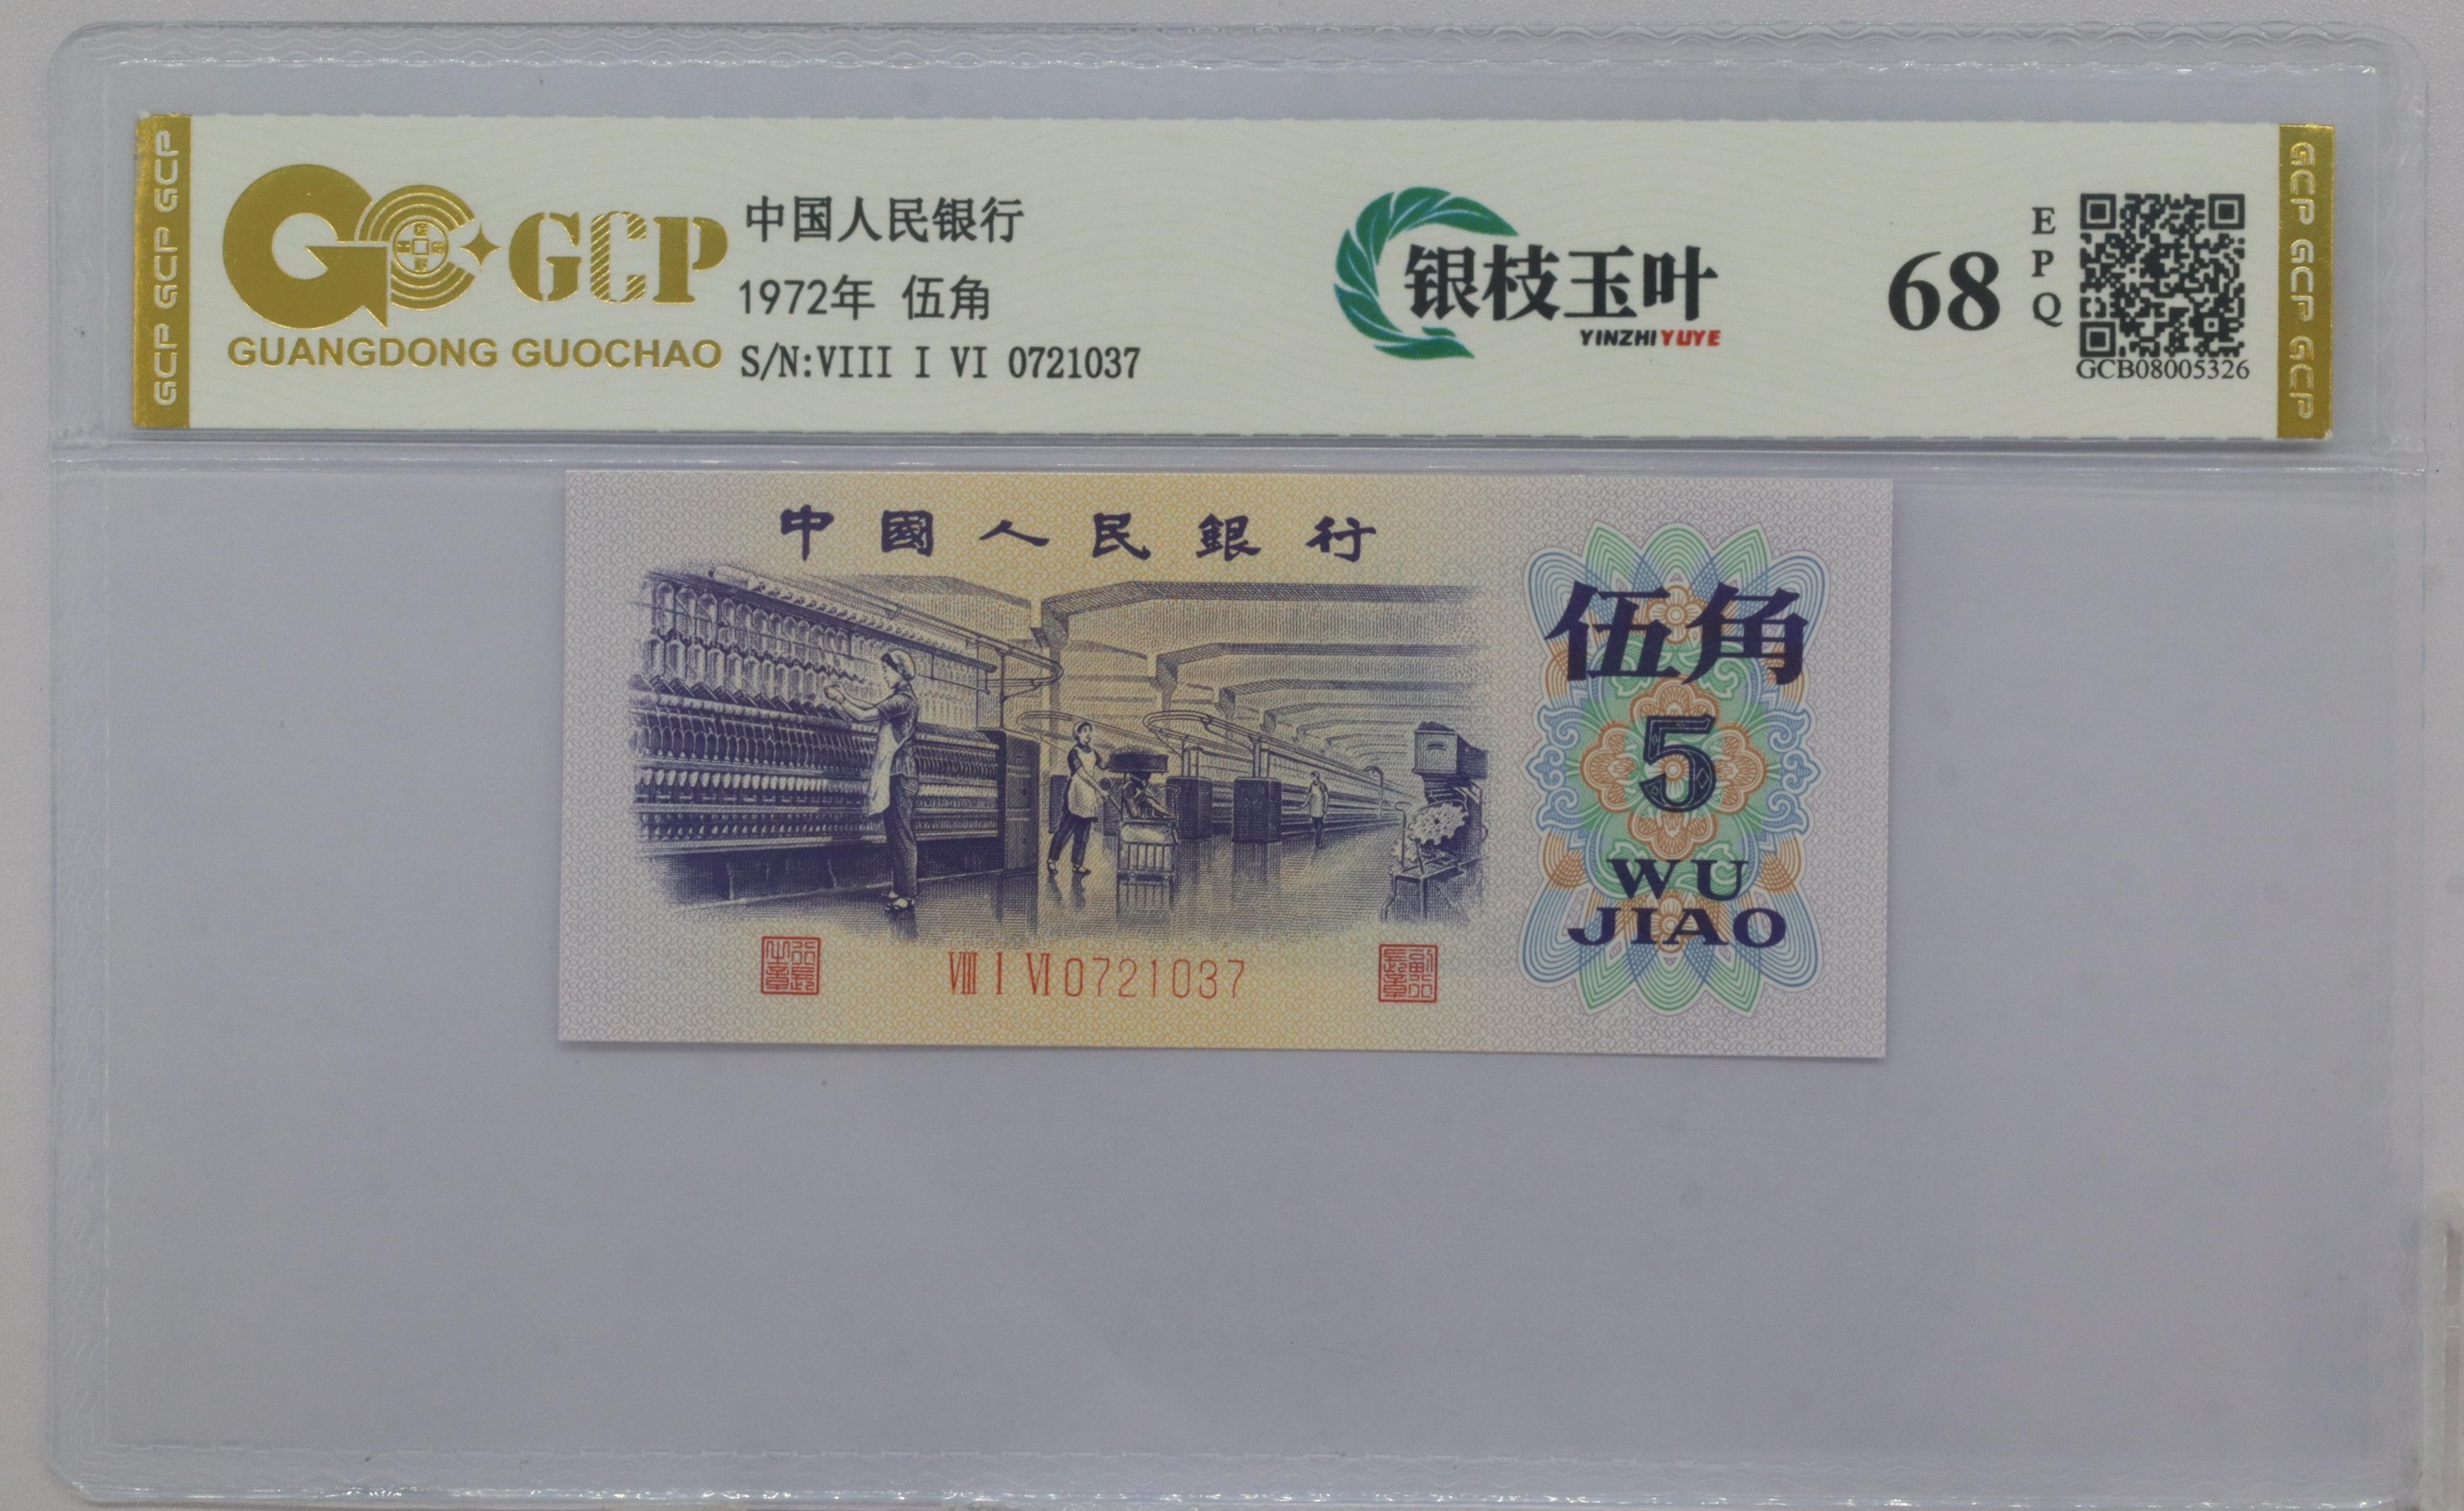 GCP GCP GCP
GCP
GUANGDONG GUOCHAO
中国人民银行
1972年 伍角
S/N:VIII I VI 0721037
银枝玉叶
YINZHI YUYE
68
EPQ
GCB08005326
GCP GCP GCP
中國人民銀行
伍角
5
WU
JIAO
VIII I VI 0721037